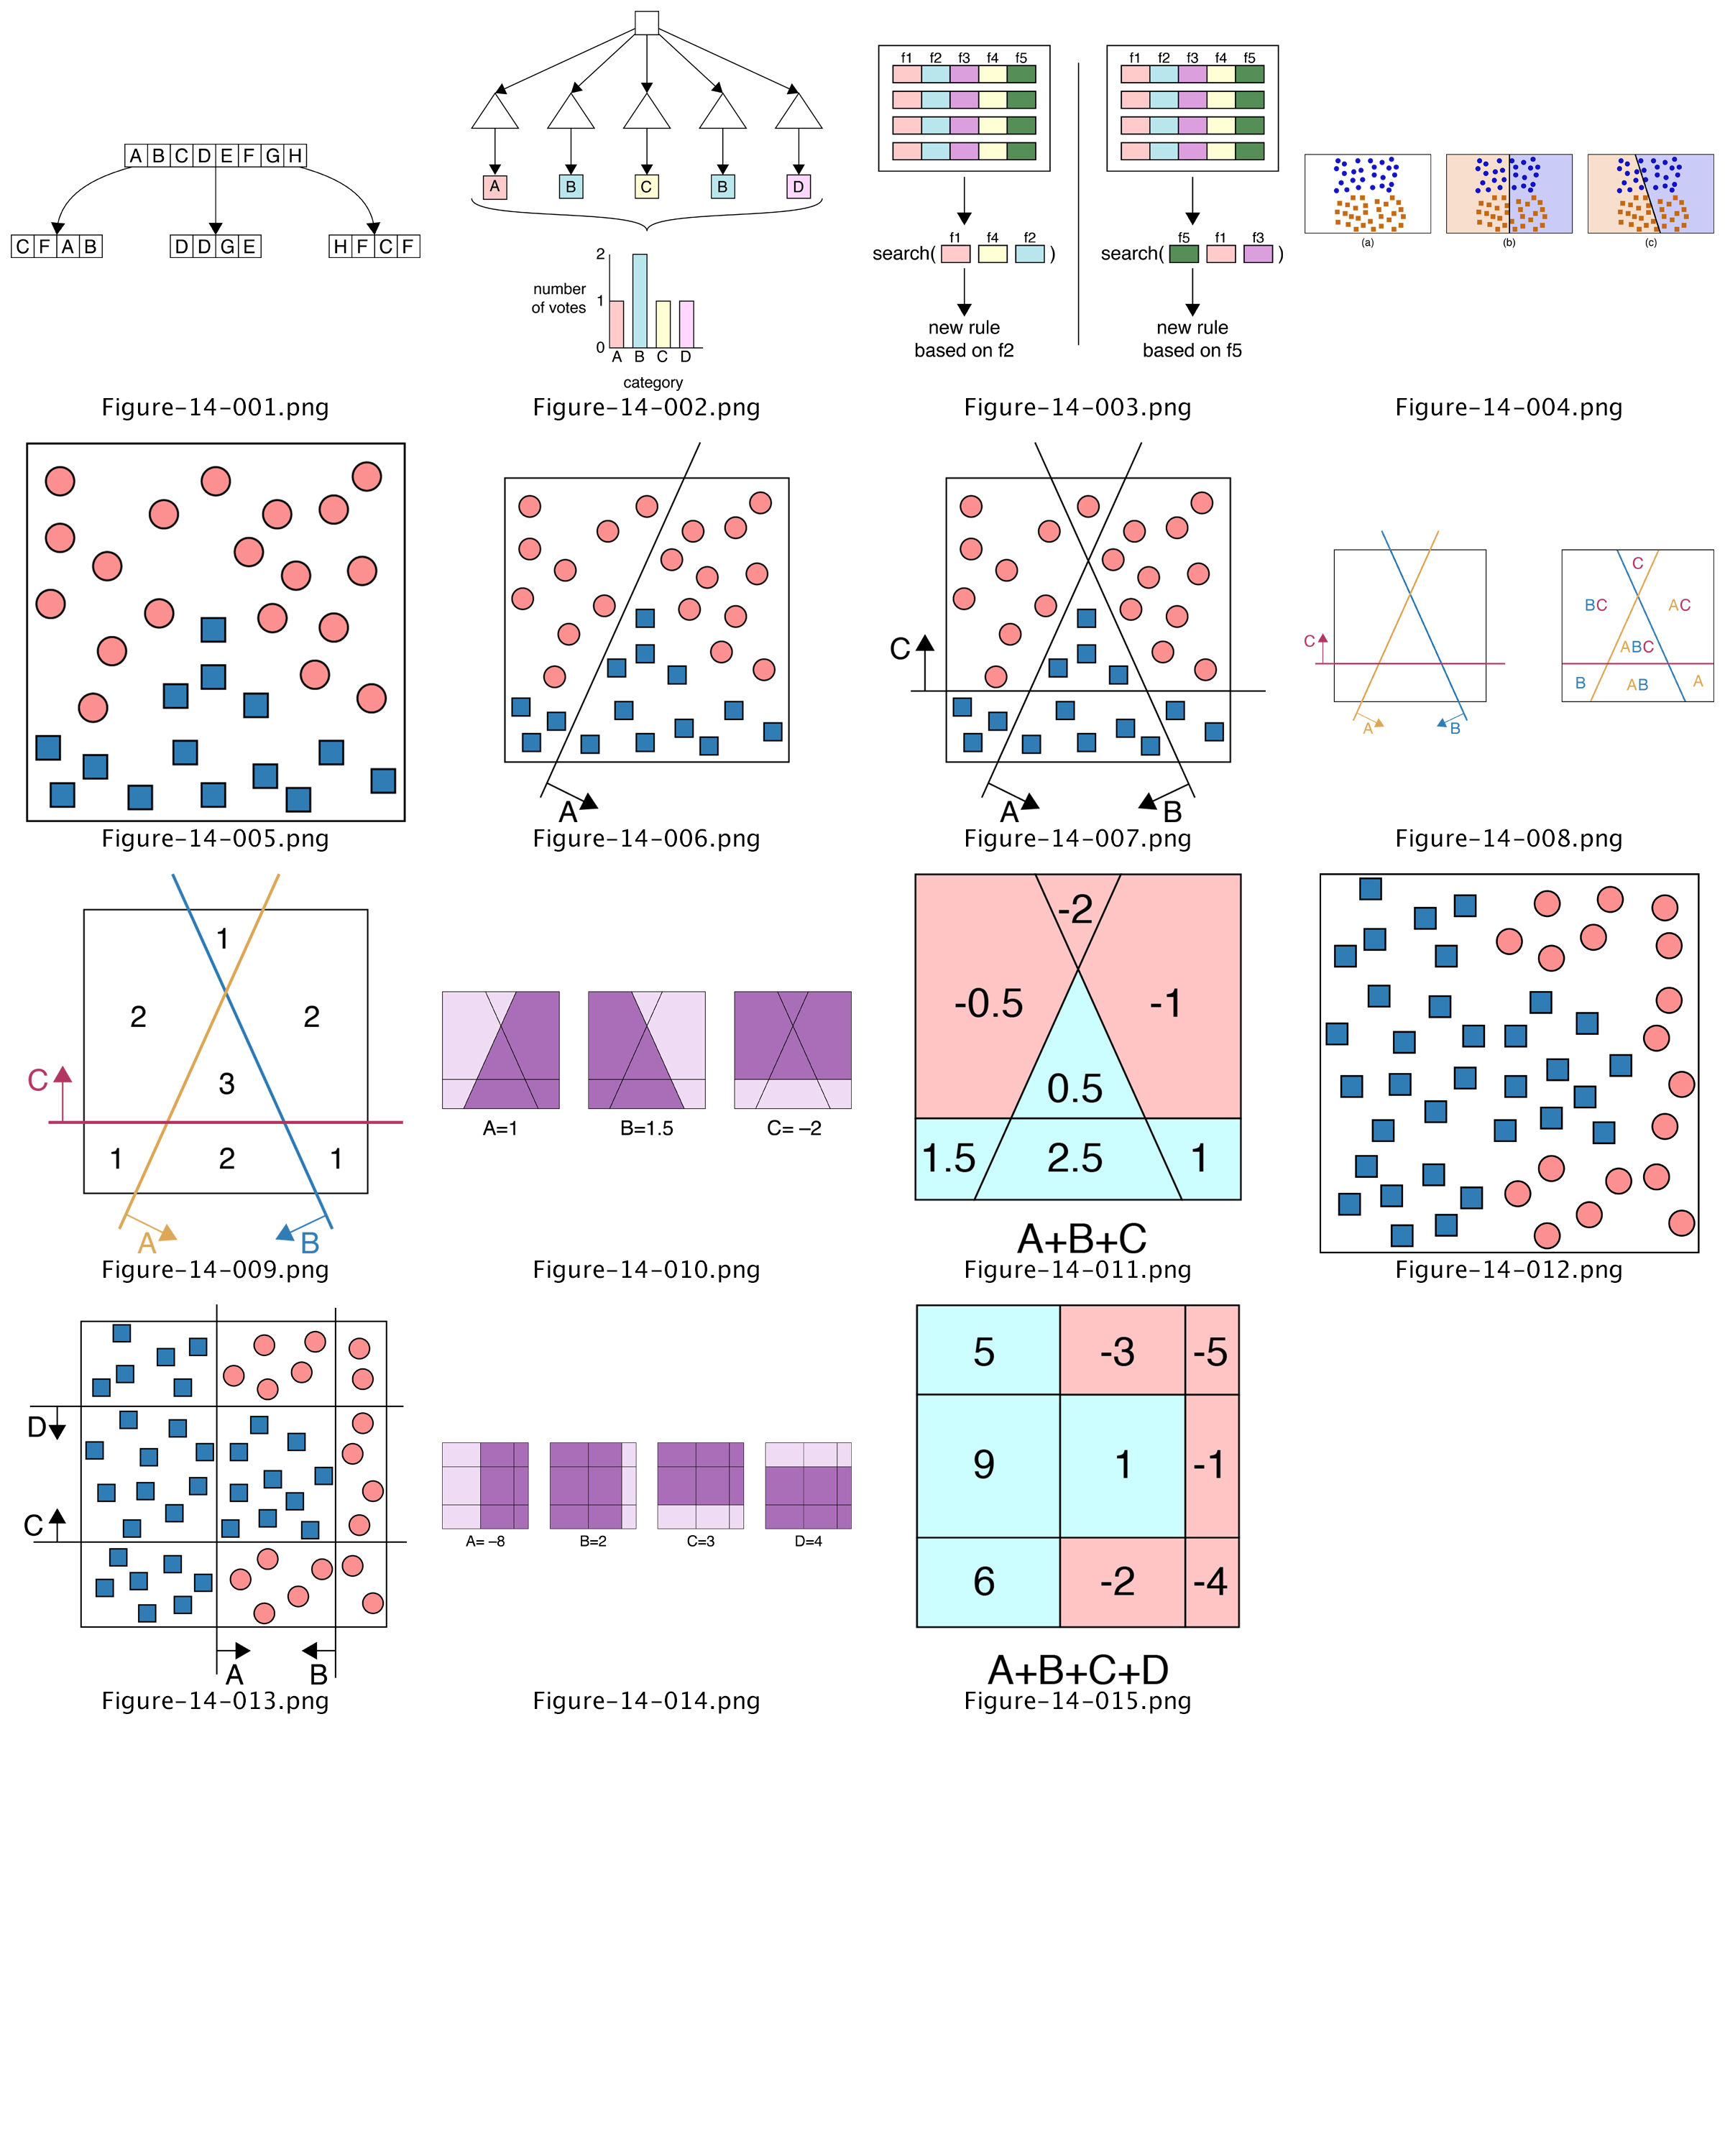 A B C D E F G H
C F A B
D D G E
H F C F
Figure-14-001.png
A
B
C
B
D
2
number
of votes
1
0
A B C D
category
Figure-14-002.png
f1 f2 f3 f4 f5
f1 f4 f2
search( )
new rule
based on f2
f1 f2 f3 f4 f5
f5 f1 f3
search( )
new rule
based on f5
Figure-14-003.png
(a) (b) (c)
Figure-14-004.png
Figure-14-005.png
A
Figure-14-006.png
C
A B
Figure-14-007.png
C
A B
C
BC AC
ABC
B AB A
Figure-14-008.png
1
2 2
C 3
1 2 1
A B
Figure-14-009.png
A=1 B=1.5 C= –2
Figure-14-010.png
-2
-0.5 -1
0.5
1.5 2.5 1
A+B+C
Figure-14-011.png
Figure-14-012.png
D
C
A B
Figure-14-013.png
A= –8 B=2 C=3 D=4
Figure-14-014.png
5 -3 -5
9 1 -1
6 -2 -4
A+B+C+D
Figure-14-015.png